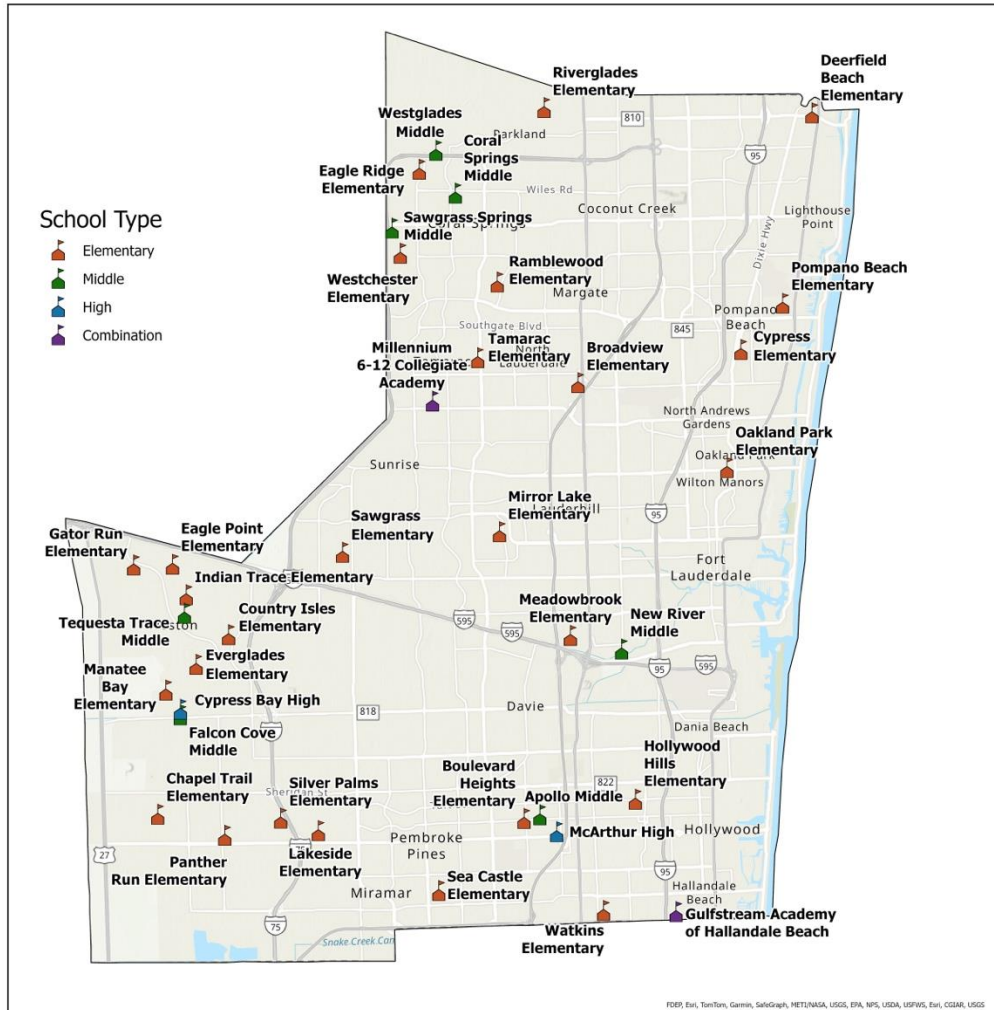 Riverglades
Elementary
Deerfield
Beach
Elementary
Westglades
Middle
810
Parkland
Coral
Springs
Middle
95
Eagle Ridge
Elementary
Wiles Rd
Coconut Creek
Dixie Hwy
Lighthouse
Point
School Type
Elementary
Middle
High
Combination
Sawgrass Springs
Middle
Westchester
Elementary
Ramblewood
Elementary
Margate
Pompano Beach
Elementary
Pompano
Beach
Southgate Blvd
845
Millennium
6-12 Collegiate
Academy
Tamarac
Elementary
North
Lauderdale
Broadview
Elementary
Cypress
Elementary
North Andrews
Gardens
Oakland Park
Elementary
Oakland Park
Wilton Manors
Sunrise
Mirror Lake
Elementary
Lauderhill
95
Sawgrass
Elementary
Gator Run
Elementary
Eagle Point
Elementary
Indian Trace Elementary
Fort
Lauderdale
Tequesta Trace
Middle
Country Isles
Elementary
595
595
Meadowbrook
Elementary
New River
Middle
95
595
Everglades
Elementary
Manatee
Bay
Elementary
Cypress Bay High
Falcon Cove
Middle
818
Davie
Dania Beach
Chapel Trail
Elementary
Sheridan St
Silver Palms
Elementary
Boulevard
Heights
Elementary
822
Hollywood
Hills
Elementary
Apollo Middle
McArthur High
Hollywood
27
Panther
Run Elementary
75
Lakeside
Elementary
Pembroke
Pines
Miramar
Sea Castle
Elementary
95
Hallandale
Beach
75
Snake Creek Can
Watkins
Elementary
Gulfstream Academy
of Hallandale Beach
FDEP, Esri, TomTom, Garmin, SafeGraph, METI/NASA, USGS, EPA, NPS, USDA, USFWS, Esri, CGIAR, USGS